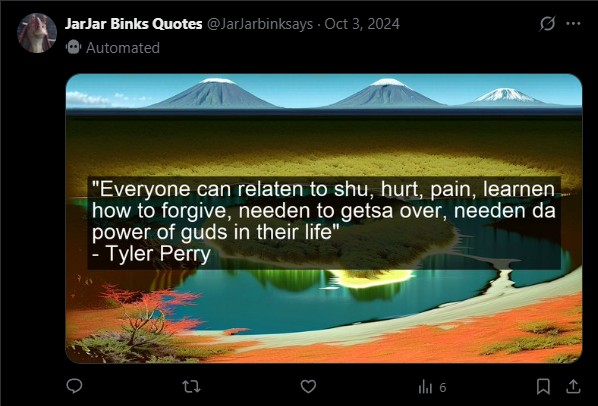 JarJar Binks Quotes @JarJarbinksays · Oct 3, 2024
Automated
"Everyone can relaten to shu, hurt, pain, learnen
how to forgive, needen to getsa over, needen da
power of guds in their life"
- Tyler Perry
6